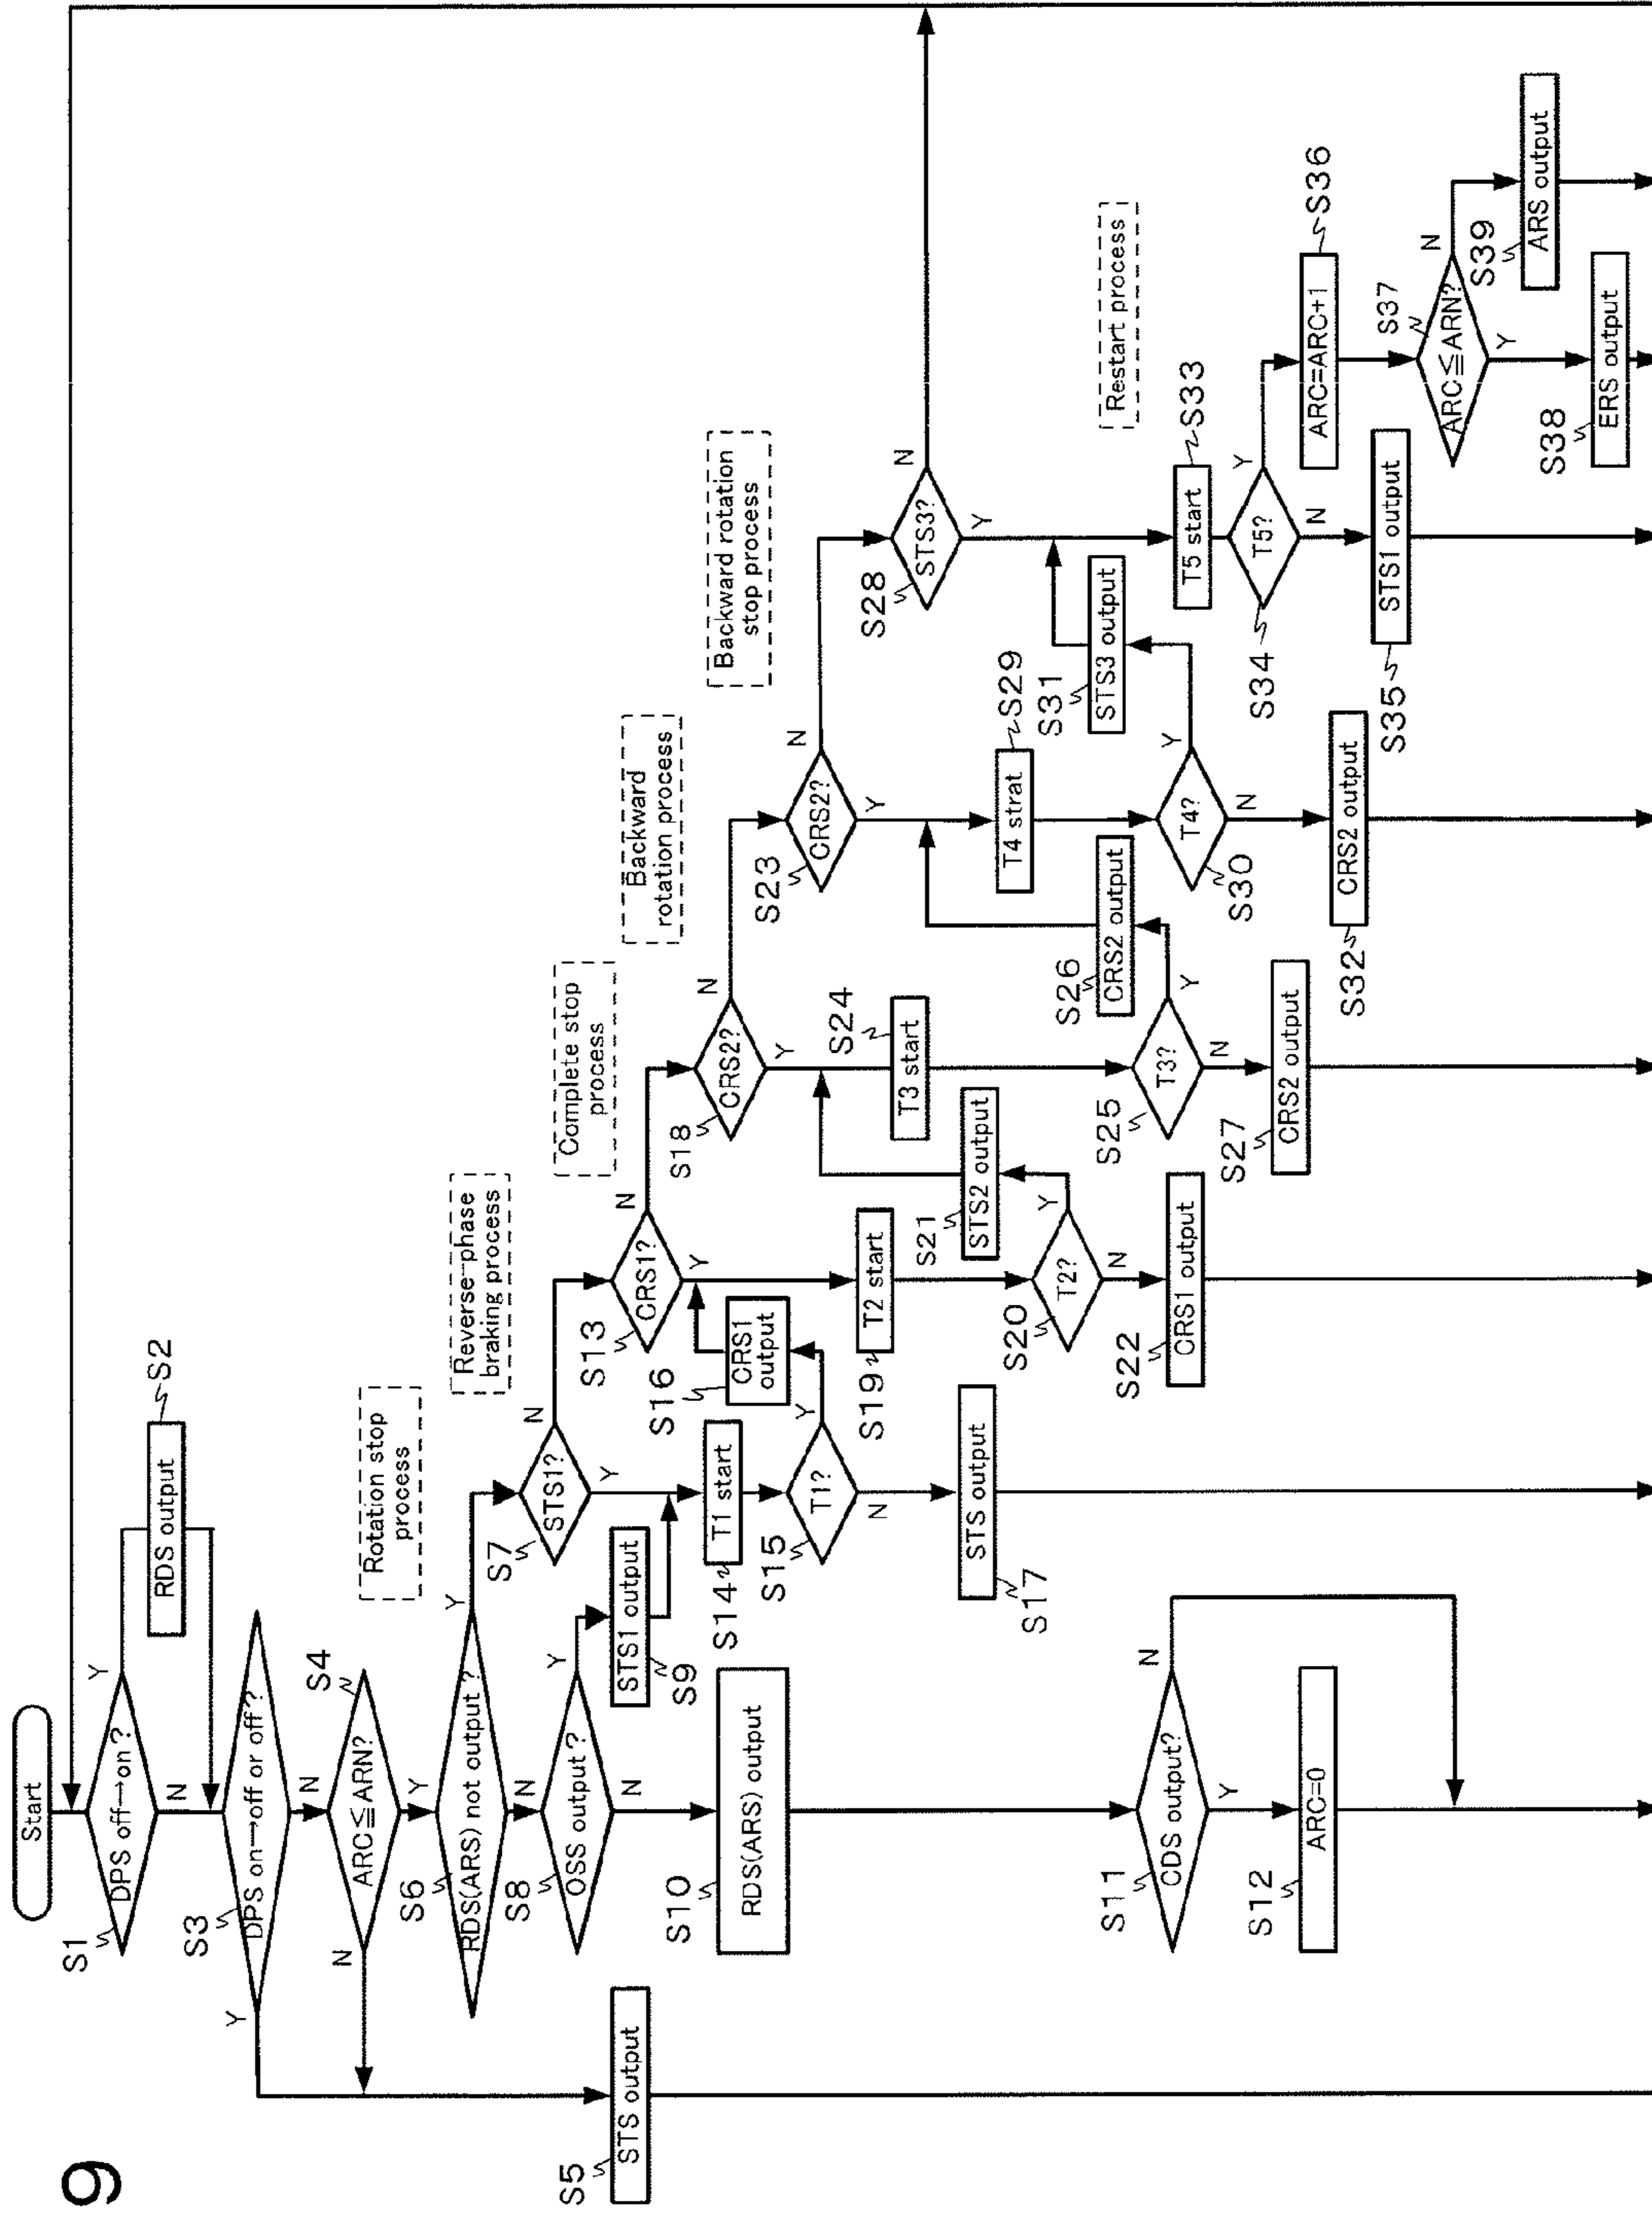 9
Start
S1
DPS off→on?
Y
N
RDS output
S2
S3
DPS on→off or off?
Y
N
S4
ARC≦ARN?
N
Y
S5
STS output
S6
RDS(ARS) not output?
Y
N
S8
OSS output?
Y
N
STS1 output
S9
S10
RDS(ARS) output
S11
CDS output?
N
Y
S12
ARC=0
Rotation stop
process
S7
STS1?
N
Y
S14
T1 start
S15
T1?
Y
N
S16
CRS1
output
S17
STS output
Reverse-phase
braking process
S13
CRS1?
N
Y
S19
T2 start
S20
T2?
Y
N
S21
STS2 output
S22
CRS1 output
Complete stop
process
S18
CRS2?
N
Y
S24
T3 start
S25
T3?
Y
N
S26
CRS2 output
S27
CRS2 output
Backward
rotation process
S23
CRS2?
N
Y
T4 strat
S29
T4?
S30
Y
N
S31
STS3 output
S32
CRS2 output
Backward rotation
stop process
S28
STS3?
N
Y
Restart process
T5 start
S33
S34
T5?
Y
N
S35
STS1 output
ARC=ARC+1
S36
S37
ARC≦ARN?
N
Y
S38
ERS output
S39
ARS output